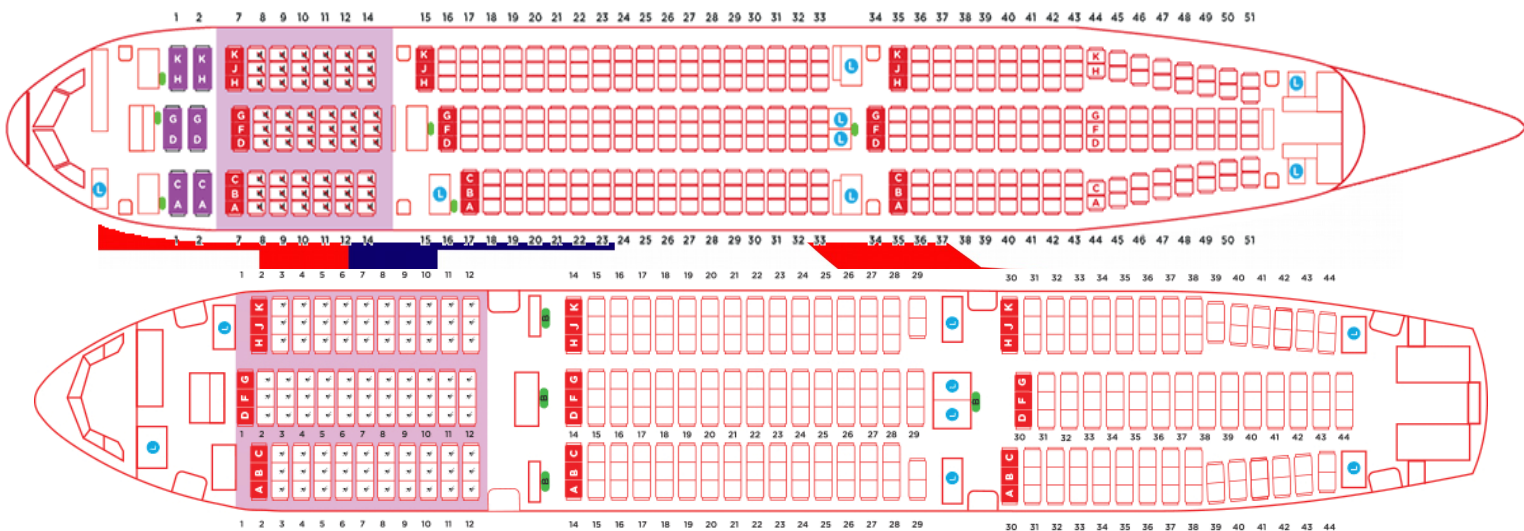 1 2 7 8 9 10 11 12 14 15 16 17 18 19 20 21 22 23 24 25 26 27 28 29 30 31 32 33 34 35 36 37 38 39 40 41 42 43 44 45 46 47 48 49 50 51
K K K K K K
J J L J H
H H H H H L
G G G G L G G
F F F F
D D D D L D D
C C C C C L
B L B L B C
A A A A A A
L
1 2 7 8 9 10 11 12 14 15 16 17 18 19 20 21 22 23 24 25 26 27 28 29 30 31 32 33 34 35 36 37 38 39 40 41 42 43 44 45 46 47 48 49 50 51
1 2 3 4 5 6 7 8 9 10 11 12 14 15 16 17 18 19 20 21 22 23 24 25 26 27 28 29 30 31 32 33 34 35 36 37 38 39 40 41 42 43 44
K K K
L J B J L J L
H H H
G G L G
F B F F B
D D L D
1 2 3 4 5 6 7 8 9 10 11 12 14 15 16 17 18 19 20 21 22 23 24 25 26 27 28 29 30 31 32 33 34 35 36 37 38 39 40 41 42 43 44
L C C C
B B B L B L
A A A
1 2 3 4 5 6 7 8 9 10 11 12 14 15 16 17 18 19 20 21 22 23 24 25 26 27 28 29 30 31 32 33 34 35 36 37 38 39 40 41 42 43 44